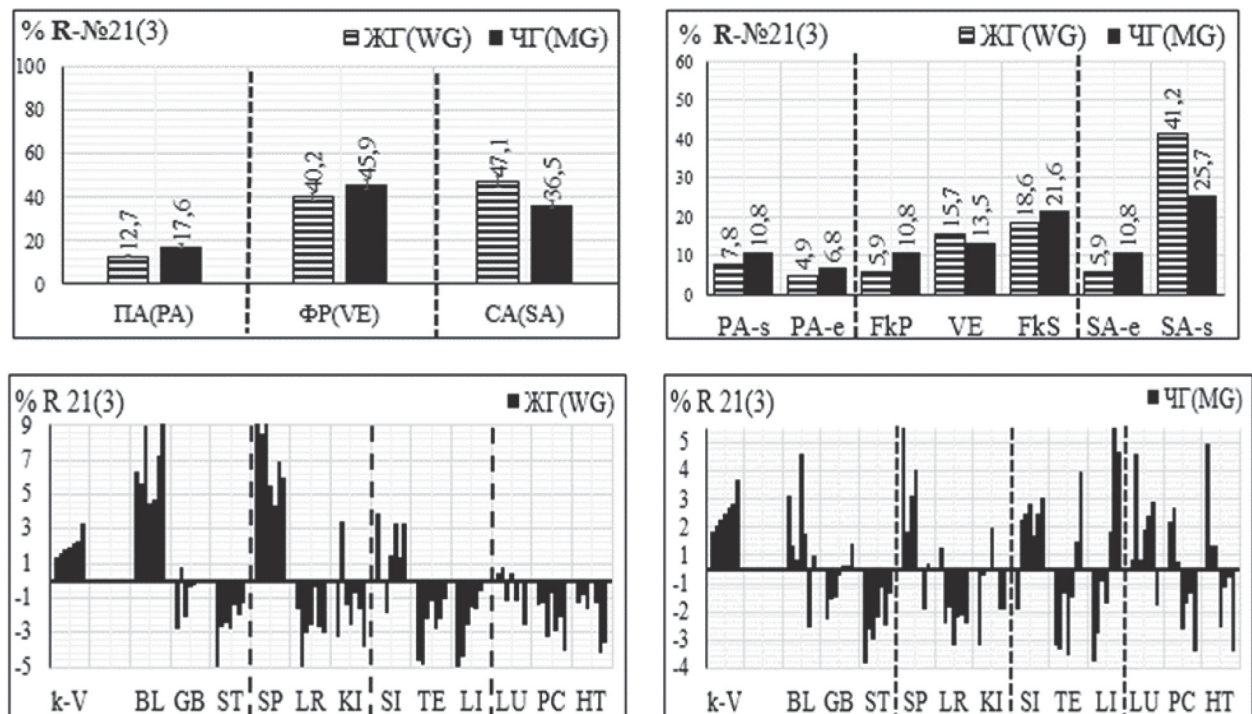 % R-№21(3)
ЖГ(WG) ЧГ(MG)
100
80
60
40
20
0
12,7 17,6 40,2 45,9 47,1 36,5
ПА(PA) ФР(VE) СА(SA)
% R-№21(3)
ЖГ(WG) ЧГ(MG)
60
50
40
30
20
10
0
7,8 10,8 4,9 6,8 5,9 10,8 15,7 13,5 18,6 21,6 5,9 10,8 41,2 25,7
PA-s PA-e FkP VE FkS SA-e SA-s
% R 21(3)
ЖГ(WG)
9
7
5
3
1
-1
-3
-5
k-V BL GB ST SP LR KI SI TE LI LU PC HT
% R 21(3)
ЧГ(MG)
5
4
3
2
1
-1
-2
-3
-4
k-V BL GB ST SP LR KI SI TE LI LU PC HT